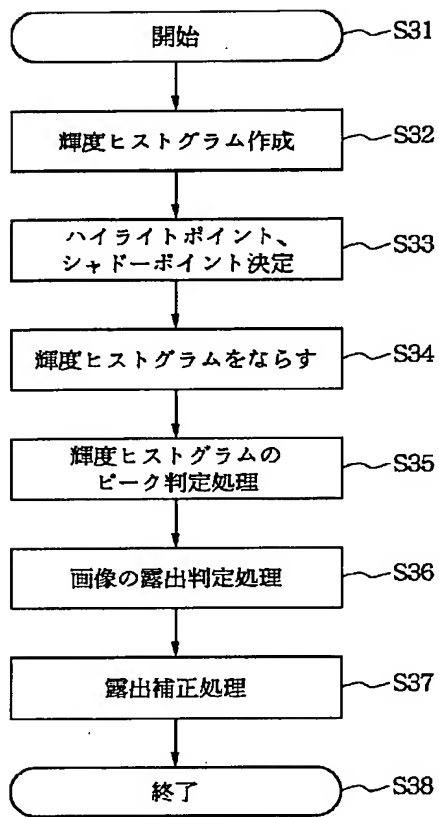 開始
S31
輝度ヒストグラム作成
S32
ハイライトポイント、
シャドーポイント決定
S33
輝度ヒストグラムをならす
S34
輝度ヒストグラムの
ピーク判定処理
S35
画像の露出判定処理
S36
露出補正処理
S37
終了
S38